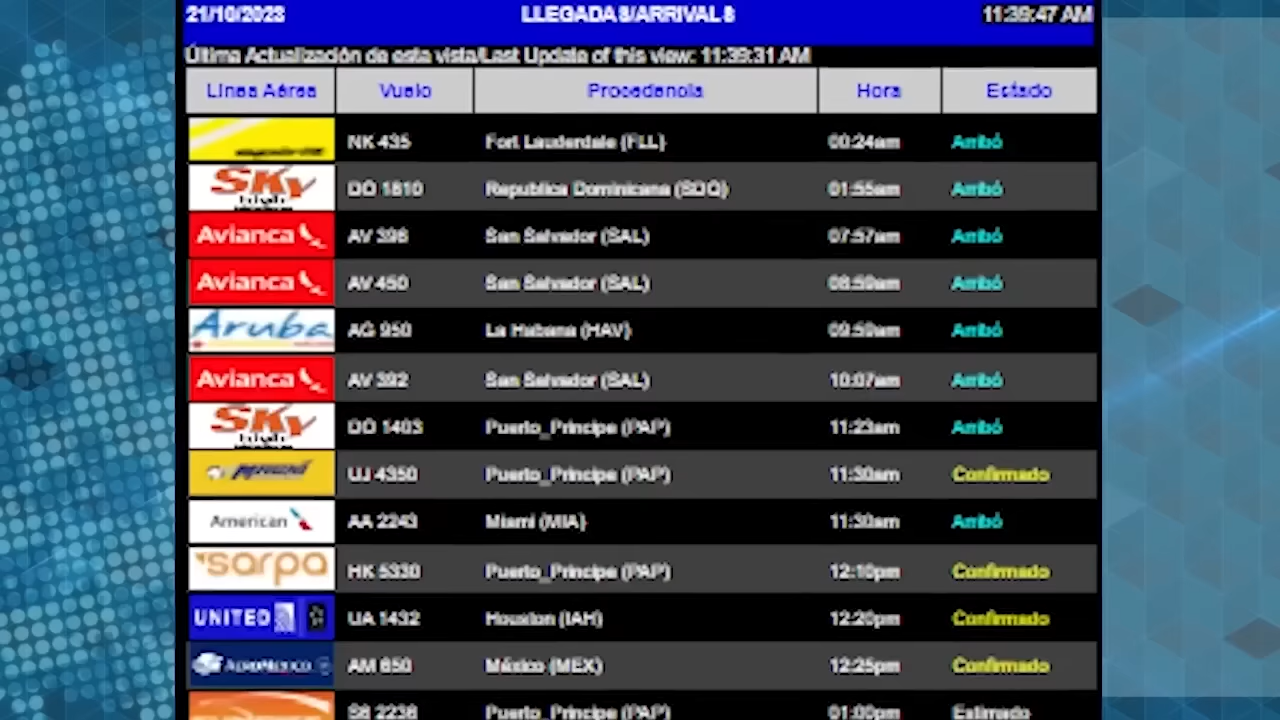 21/10/2023 LLEGADAS/ARRIVALS 11:39:47 AM
Última Actualización de esta vista/Last Update of this view: 11:39:31 AM
Línea Aérea Vuelo Procedencia Hora Estado
NK 435 Fort Lauderdale (FLL) 00:24am Arribó
SKY DO 1810 Republica Dominicana (SDQ) 01:55am Arribó
Avianca AV 396 San Salvador (SAL) 07:57am Arribó
Avianca AV 450 San Salvador (SAL) 08:59am Arribó
Aruba AG 950 La Habana (HAV) 09:59am Arribó
Avianca AV 392 San Salvador (SAL) 10:07am Arribó
SKY DO 1403 Puerto_Principe (PAP) 11:23am Arribó
UJ 4350 Puerto_Principe (PAP) 11:30am Confirmado
American AA 2243 Miami (MIA) 11:30am Arribó
sarpa HK 5330 Puerto_Principe (PAP) 12:10pm Confirmado
UNITED UA 1432 Houston (IAH) 12:20pm Confirmado
AEROMEXICO AM 650 México (MEX) 12:25pm Confirmado
S6 2236 Puerto_Principe (PAP) 01:00pm Estimado